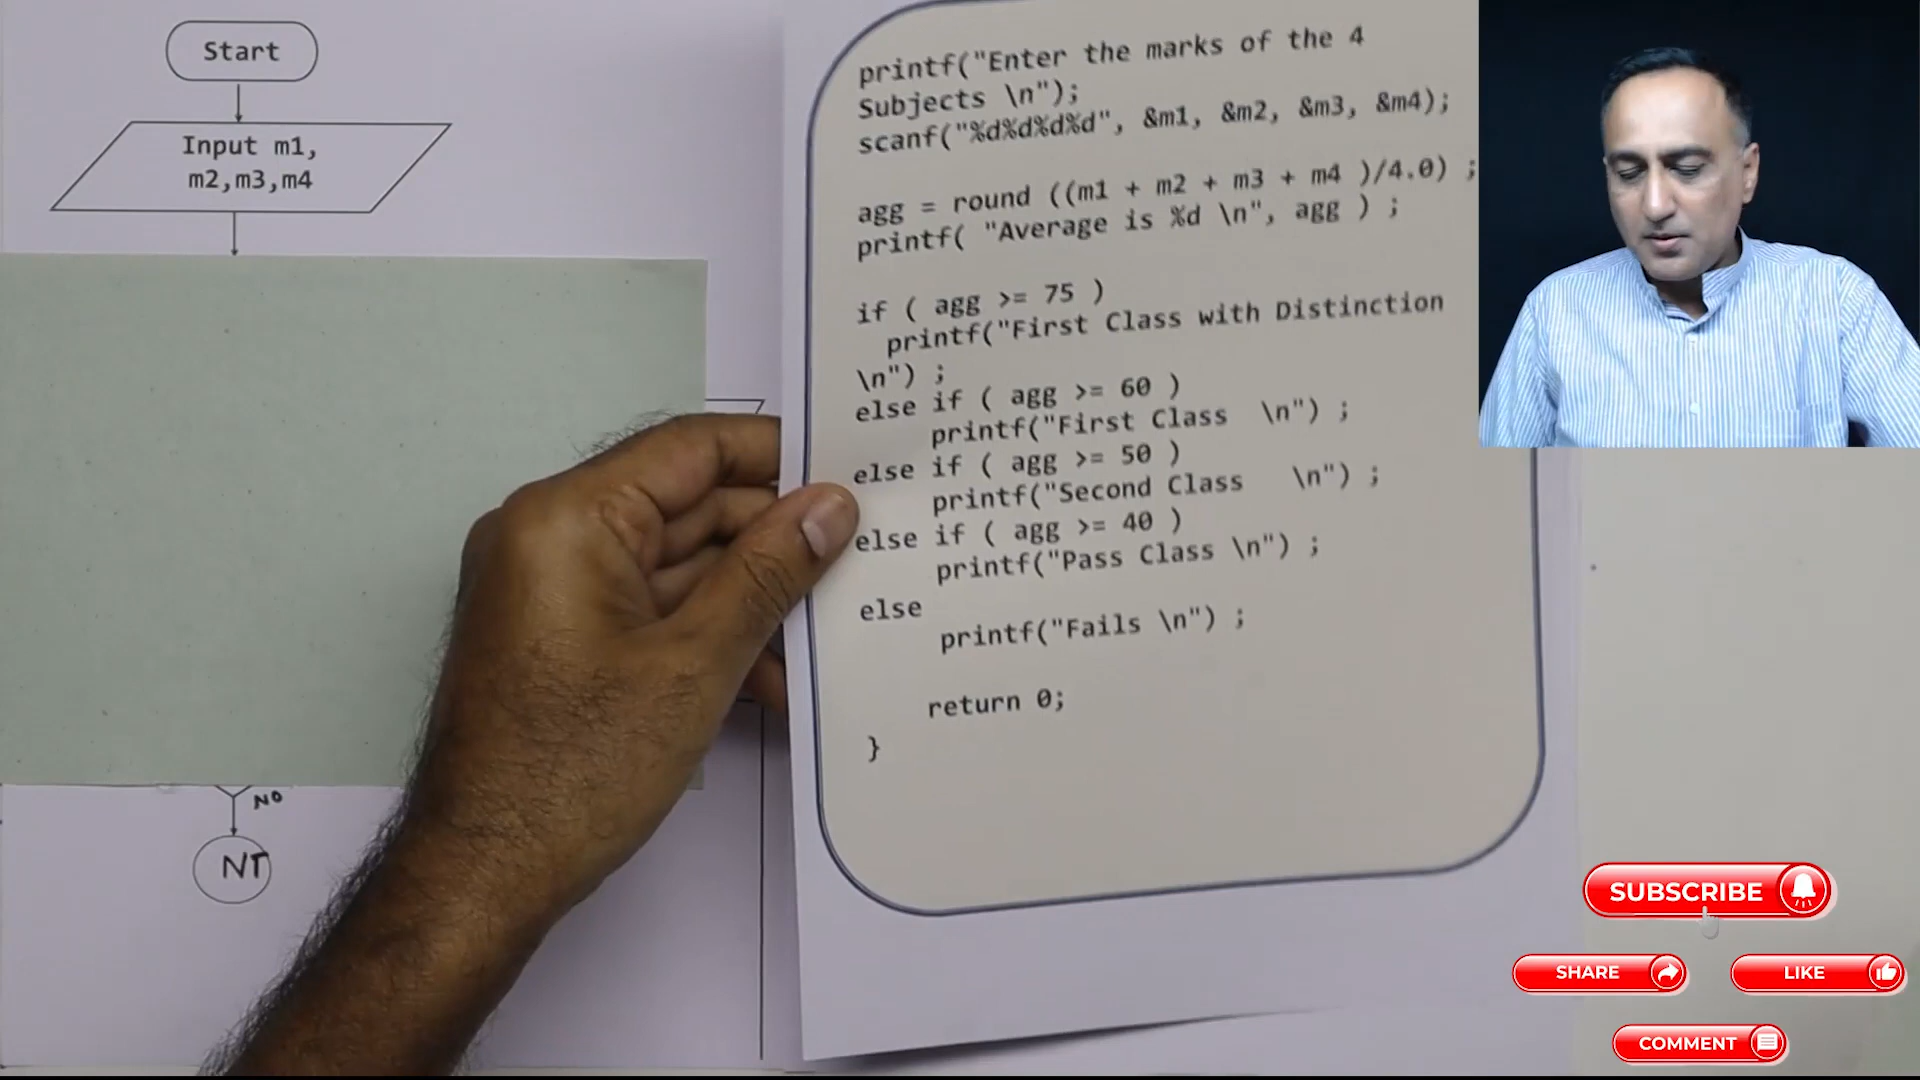 Start
Input m1,
m2,m3,m4
NO
NT
printf("Enter the marks of the 4
Subjects \n");
scanf("%d%d%d%d", &m1, &m2, &m3, &m4);
agg = round ((m1 + m2 + m3 + m4 )/4.0) ;
printf( "Average is %d \n", agg ) ;
if ( agg >= 75 )
printf("First Class with Distinction
\n") ;
else if ( agg >= 60 )
printf("First Class  \n") ;
else if ( agg >= 50 )
printf("Second Class   \n") ;
else if ( agg >= 40 )
printf("Pass Class \n") ;
else
printf("Fails \n") ;
return 0;
}
SUBSCRIBE
SHARE
LIKE
COMMENT